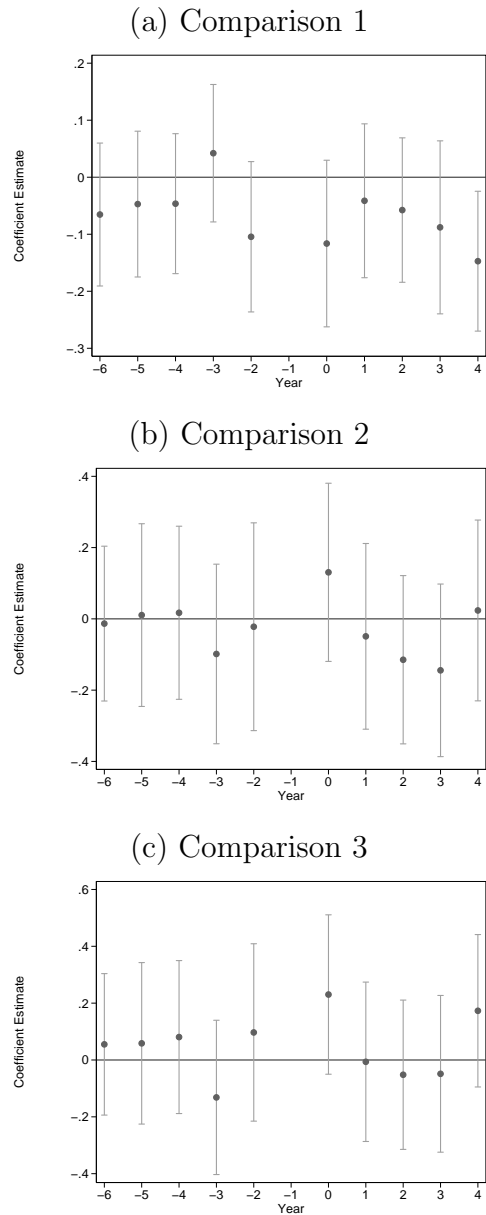 (a) Comparison 1
.2
.1
0
−.1
−.2
−.3
Coefficient Estimate
−6 −5 −4 −3 −2 −1 0 1 2 3 4
Year
(b) Comparison 2
.4
.2
0
−.2
−.4
Coefficient Estimate
−6 −5 −4 −3 −2 −1 0 1 2 3 4
Year
(c) Comparison 3
.6
.4
.2
0
−.2
−.4
Coefficient Estimate
−6 −5 −4 −3 −2 −1 0 1 2 3 4
Year